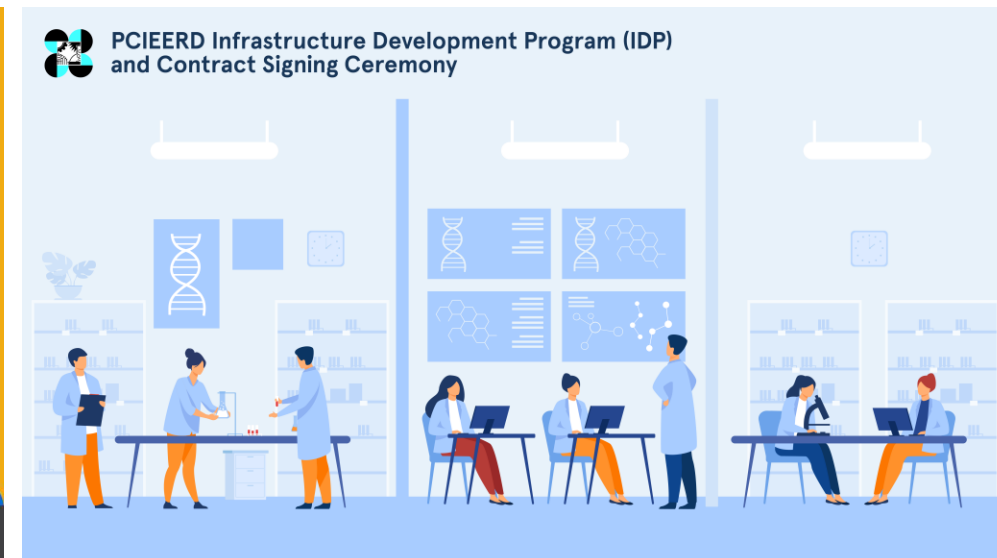 PCIEERD Infrastructure Development Program (IDP)
and Contract Signing Ceremony